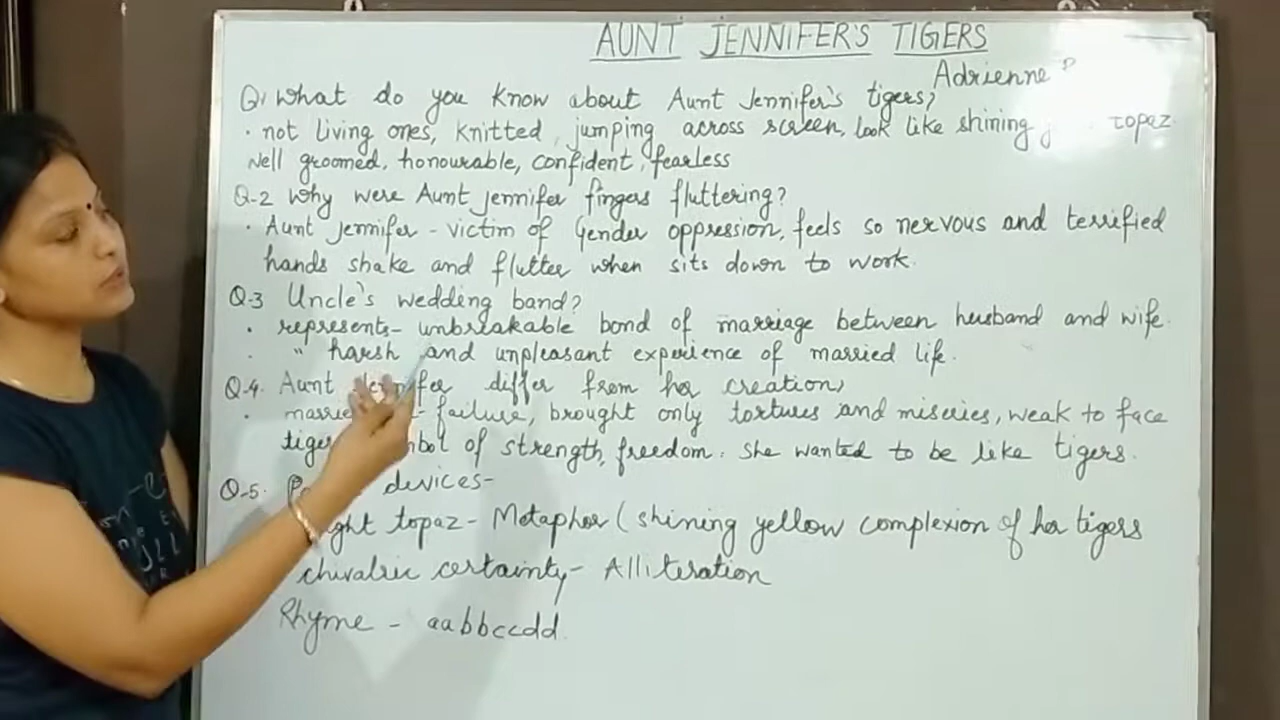 AUNT JENNIFER'S TIGERS
Adrienne
Q1 What do you know about Aunt Jennifer's tigers?
• not living ones, knitted, jumping across screen, look like shining topaz
Well groomed, honourable, confident, fearless
Q-2 Why were Aunt Jennifer fingers fluttering?
• Aunt Jennifer - victim of Gender oppression, feels so nervous and terrified
hands shake and flutter when sits down to work.
Q-3 Uncle's wedding band?
• represents - unbreakable bond of marriage between husband and wife.
• " harsh and unpleasant experience of married life.
Q-4. Aunt Jennifer differ from her creation,
• failure, brought only tortures and miseries, weak to face
of strength, freedom. She wanted to be like tigers.
Q-5. devices-
topaz - Metaphor (shining yellow complexion of her tigers
chivalric certainty - Alliteration
Rhyme - aabbccdd.